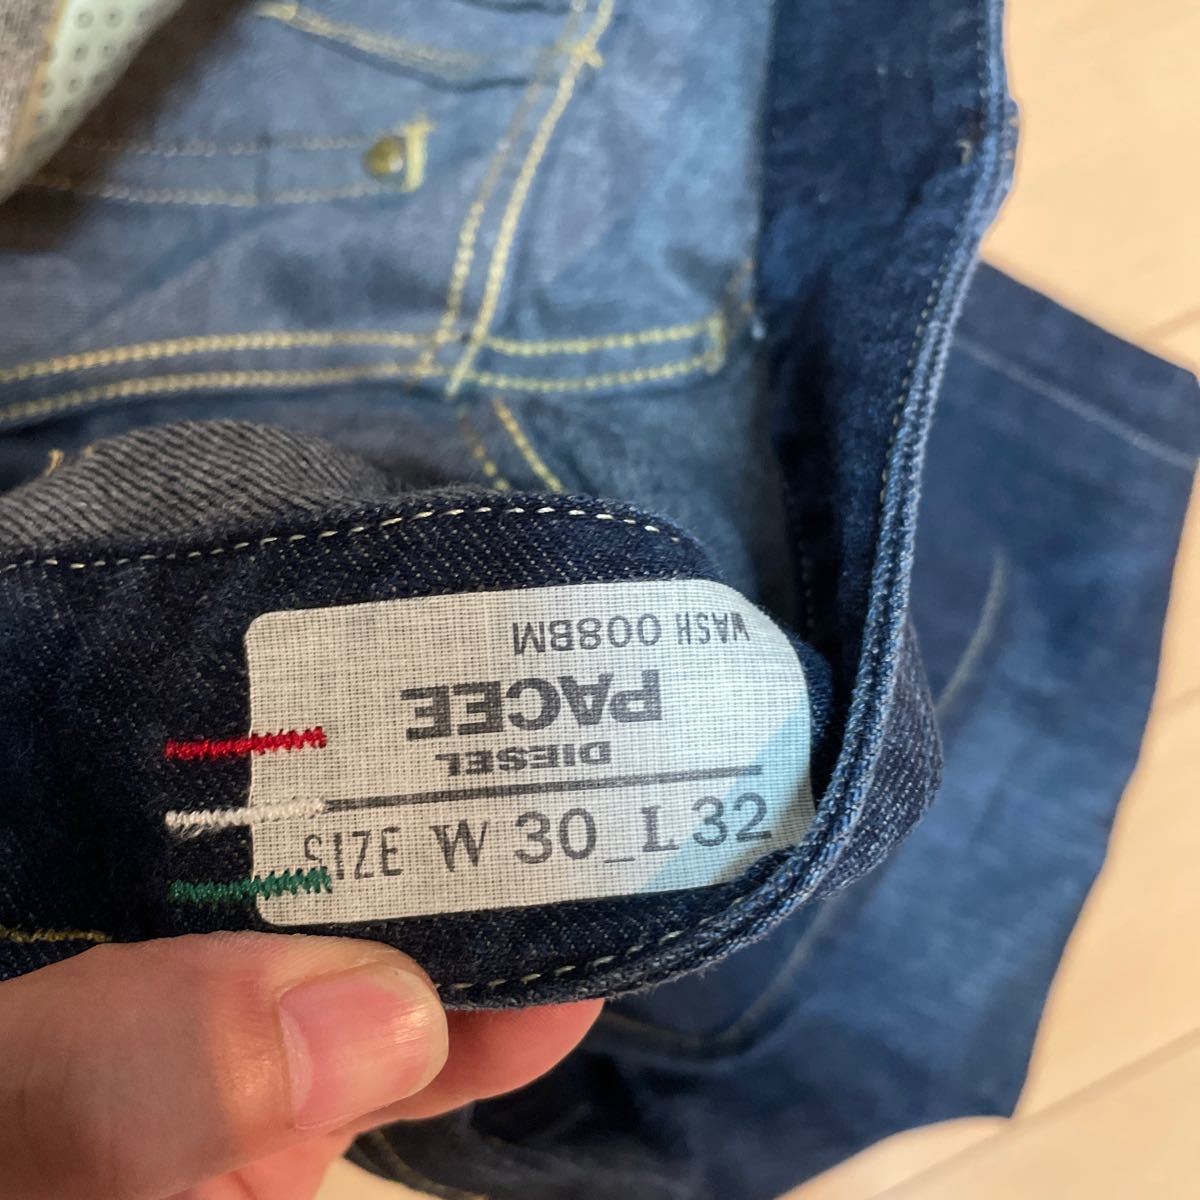 WASH 008BM
PACEE
DIESEL
SIZE W 30_L 32